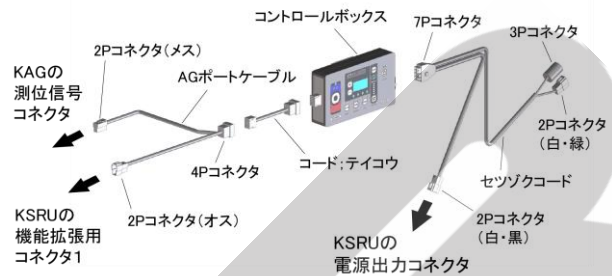 コントロールボックス
7Pコネクタ
3Pコネクタ
2Pコネクタ(メス)
KAGの
測位信号
コネクタ
AGポートケーブル
2Pコネクタ
(白・緑)
4Pコネクタ
コード;テイコウ
セツゾクコード
2Pコネクタ(オス)
KSRUの
機能拡張用
コネクタ1
2Pコネクタ
(白・黒)
KSRUの
電源出力コネクタ